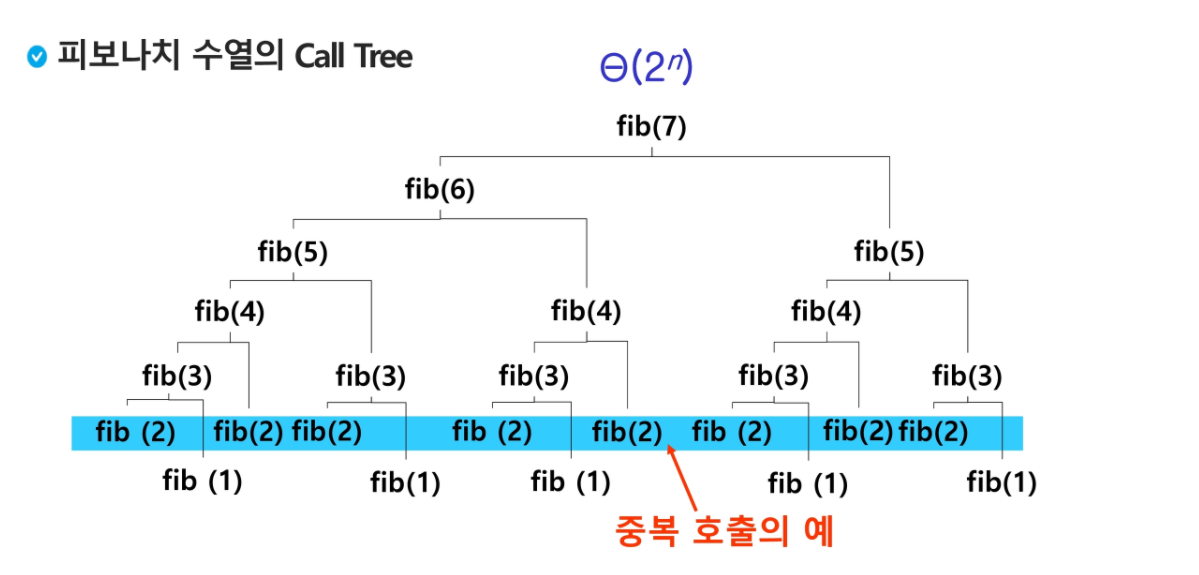 피보나치 수열의 Call Tree
Θ(2ⁿ)
fib(7)
fib(6)
fib(5) fib(5)
fib(4) fib(4) fib(4)
fib(3) fib(3) fib(3) fib(3) fib(3)
fib (2) fib(2) fib(2) fib (2) fib(2) fib (2) fib(2) fib(2)
fib (1) fib(1) fib (1) fib (1) fib(1)
중복 호출의 예